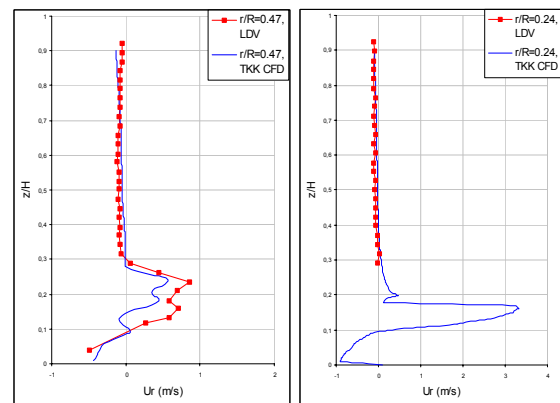 r/R=0.47,
LDV
r/R=0.47,
TKK CFD
1
0,9
0,8
0,7
0,6
0,5
0,4
0,3
0,2
0,1
0
z/H
-1
0
1
2
Ur (m/s)
r/R=0.24,
LDV
r/R=0.24,
TKK CFD
1
0,9
0,8
0,7
0,6
0,5
0,4
0,3
0,2
0,1
0
z/H
-1
0
1
2
3
4
Ur (m/s)